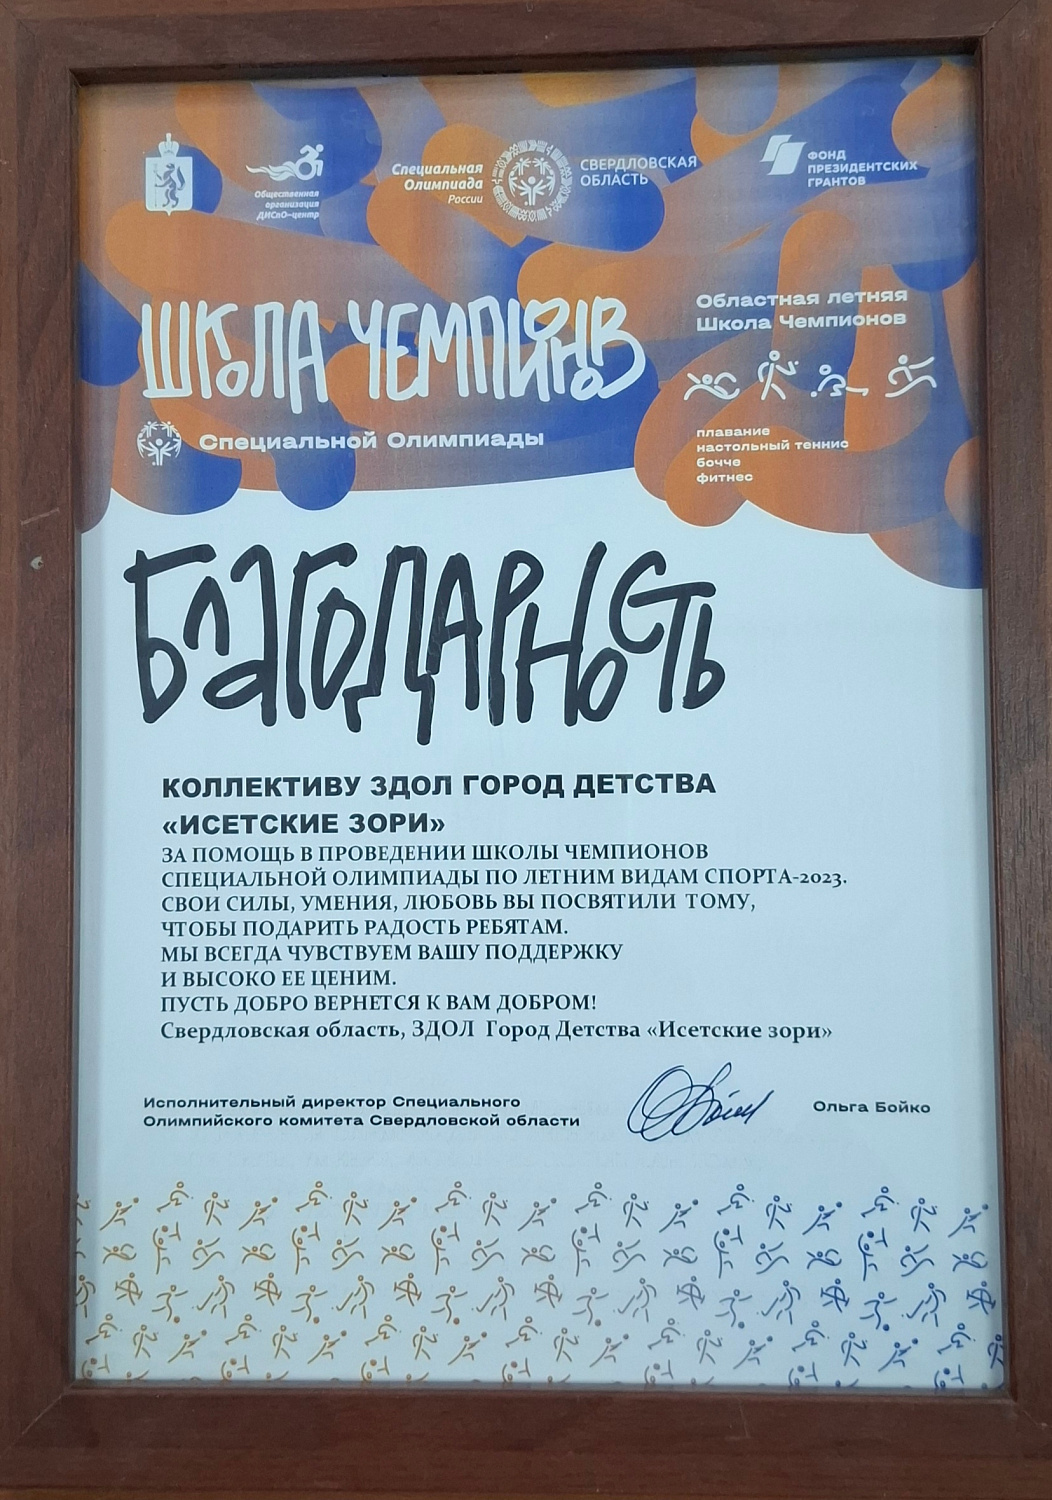 Общественная
организация
ДИСпО-центр
Специальная
Олимпиада
России
СВЕРДЛОВСКАЯ
ОБЛАСТЬ
ФОНД
ПРЕЗИДЕНТСКИХ
ГРАНТОВ
ШКОЛА ЧЕМПИОНОВ
Специальной Олимпиады
Областная летняя
Школа Чемпионов
плавание
настольный теннис
бочче
фитнес
БЛАГОДАРНОСТЬ
КОЛЛЕКТИВУ ЗДОЛ ГОРОД ДЕТСТВА
«ИСЕТСКИЕ ЗОРИ»
ЗА ПОМОЩЬ В ПРОВЕДЕНИИ ШКОЛЫ ЧЕМПИОНОВ
СПЕЦИАЛЬНОЙ ОЛИМПИАДЫ ПО ЛЕТНИМ ВИДАМ СПОРТА-2023.
СВОИ СИЛЫ, УМЕНИЯ, ЛЮБОВЬ ВЫ ПОСВЯТИЛИ ТОМУ,
ЧТОБЫ ПОДАРИТЬ РАДОСТЬ РЕБЯТАМ.
МЫ ВСЕГДА ЧУВСТВУЕМ ВАШУ ПОДДЕРЖКУ
И ВЫСОКО ЕЕ ЦЕНИМ.
ПУСТЬ ДОБРО ВЕРНЕТСЯ К ВАМ ДОБРОМ!
Свердловская область, ЗДОЛ Город Детства «Исетские зори»
Исполнительный директор Специального
Олимпийского комитета Свердловской области
Ольга Бойко